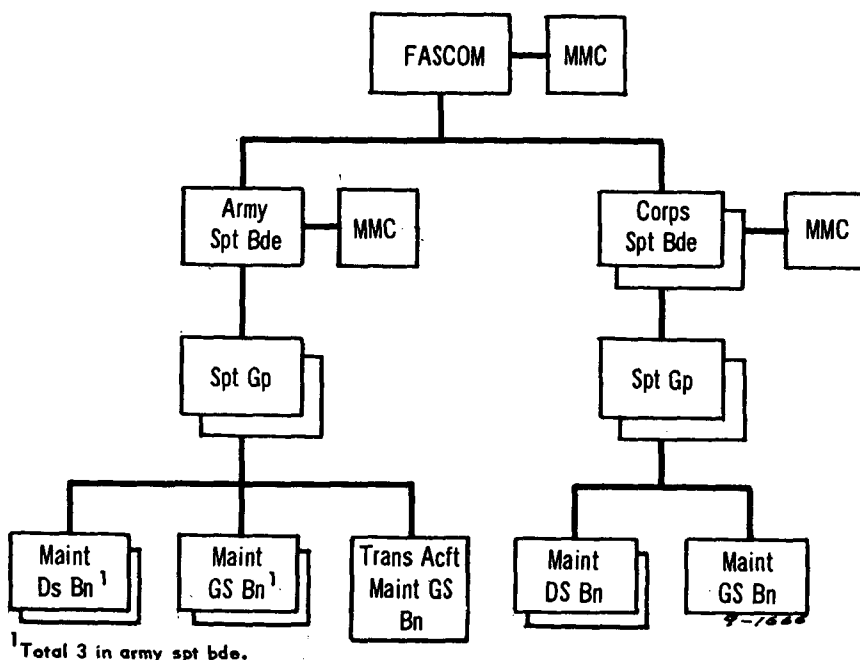 FASCOM
MMC
Army
Spt Bde
MMC
Corps
Spt Bde
MMC
Spt Gp
Spt Gp
Maint
Ds Bn 1
Maint
GS Bn 1
Trans Acft
Maint GS
Bn
Maint
DS Bn
Maint
GS Bn
9-1666
1 Total 3 in army spt bde.